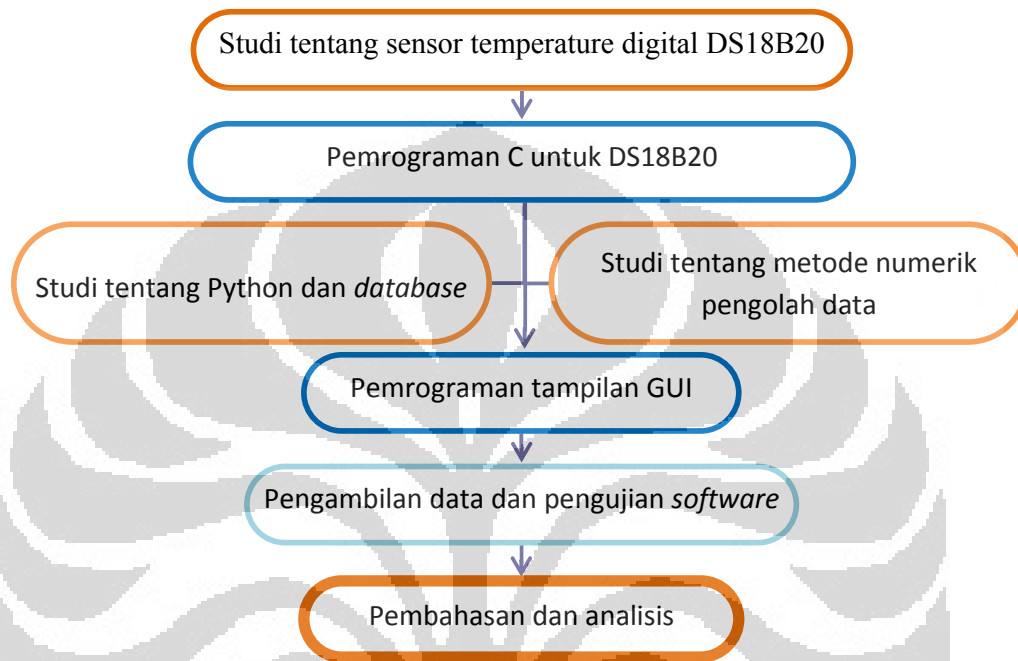 Studi tentang sensor temperature digital DS18B20
Pemrograman C untuk DS18B20
Studi tentang Python dan database
Studi tentang metode numerik
pengolah data
Pemrograman tampilan GUI
Pengambilan data dan pengujian software
Pembahasan dan analisis